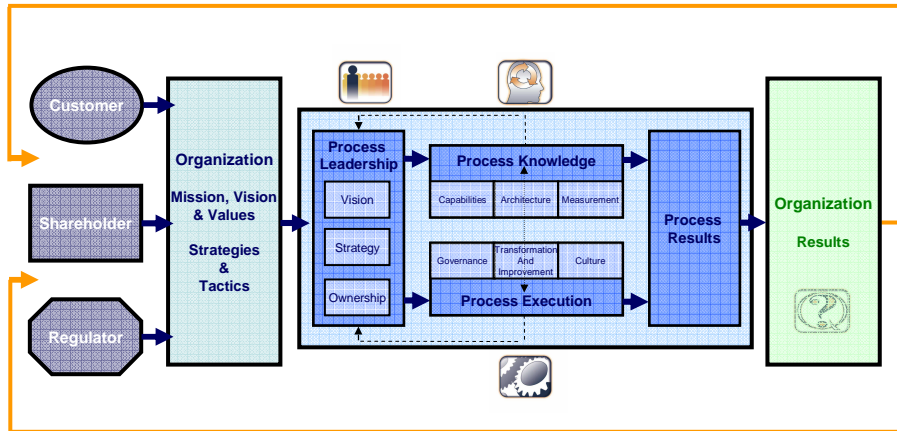 Customer
Shareholder
Regulator
Organization
Mission, Vision
& Values
Strategies
&
Tactics
Process
Leadership
Vision
Strategy
Ownership
Process Knowledge
Capabilities
Architecture
Measurement
Governance
Transformation
And
Improvement
Culture
Process Execution
Process
Results
Organization
Results
?